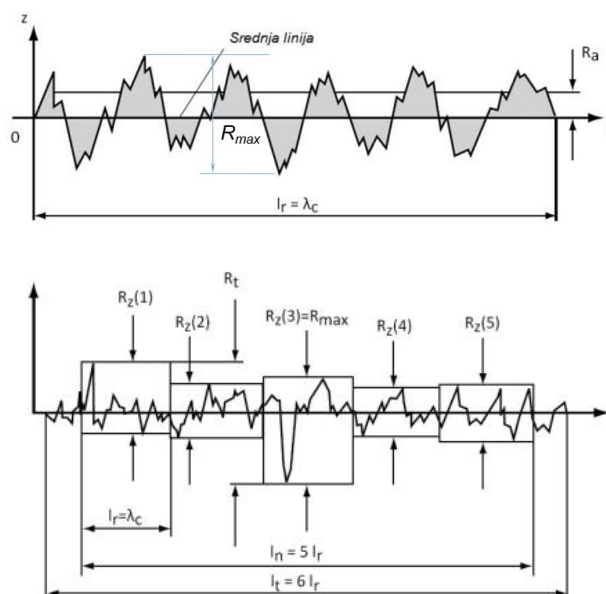 z
Srednja linija
Rₐ
0
Rmax
lr = λc
Rt
Rz(1)
Rz(2)
Rz(3)=Rmax
Rz(4)
Rz(5)
lr=λc
ln = 5 lr
lt = 6 lr